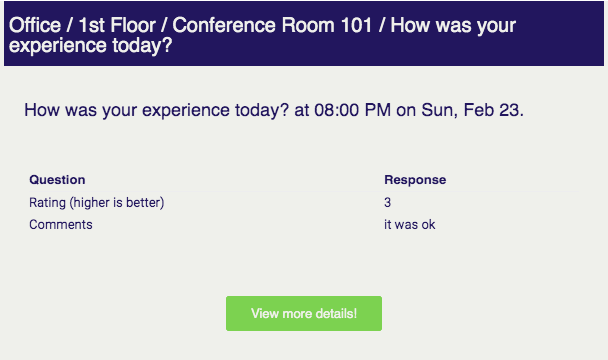 Office / 1st Floor / Conference Room 101 / How was your
experience today?
How was your experience today? at 08:00 PM on Sun, Feb 23.
Question Response
Rating (higher is better) 3
Comments it was ok
View more details!